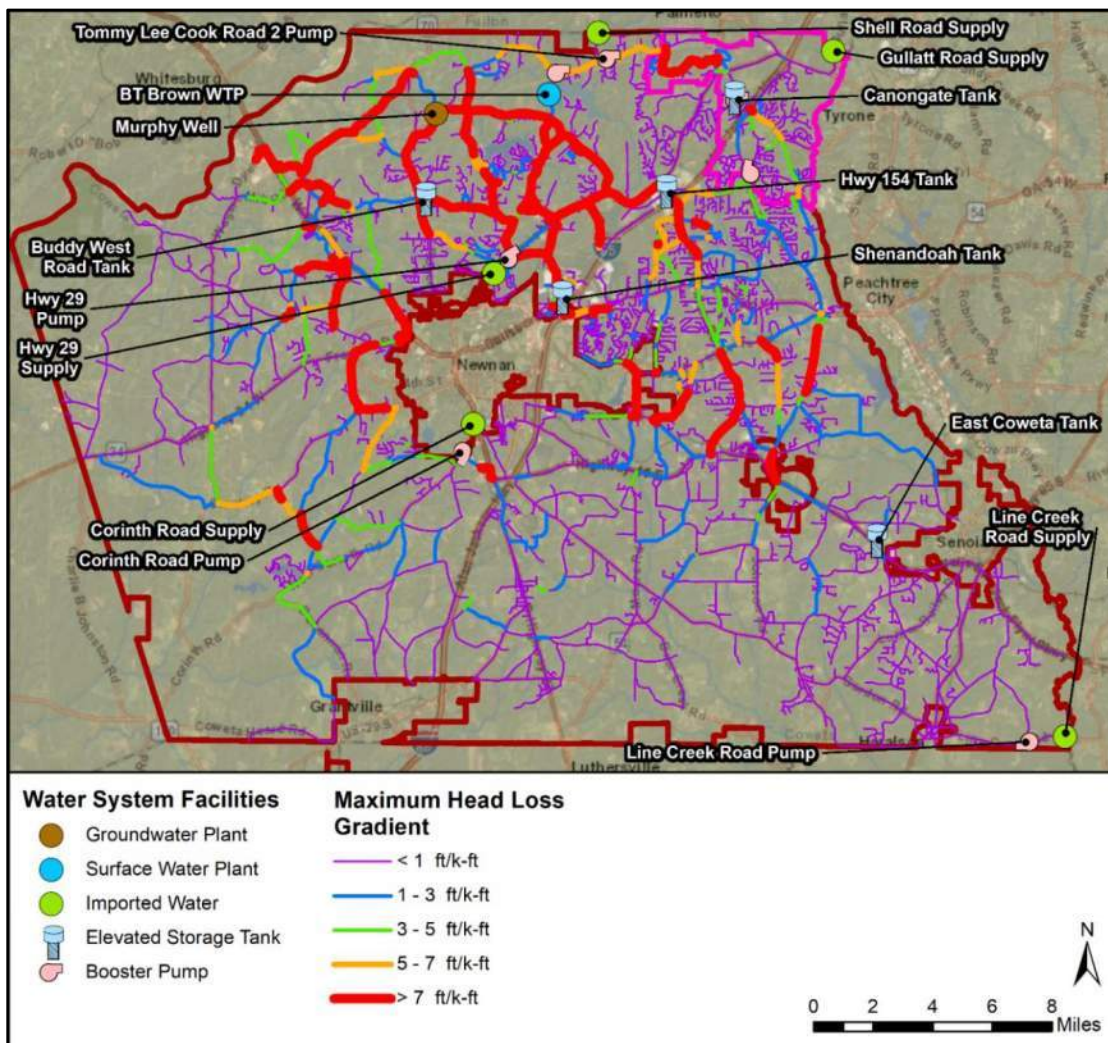 Tommy Lee Cook Road 2 Pump
BT Brown WTP
Murphy Well
Shell Road Supply
Gullatt Road Supply
Canongate Tank
Whitesburg
Tyrone
Hwy 154 Tank
Shenandoah Tank
Buddy West
Road Tank
Hwy 29
Pump
Hwy 29
Supply
Peachtree
City
Newnan
East Coweta Tank
Line Creek
Road Supply
Corinth Road Supply
Corinth Road Pump
Corinth Rd
Grantville
Luthersville
Line Creek Road Pump
Water System Facilities
Groundwater Plant
Surface Water Plant
Imported Water
Elevated Storage Tank
Booster Pump
Maximum Head Loss
Gradient
< 1 ft/k-ft
1 - 3 ft/k-ft
3 - 5 ft/k-ft
5 - 7 ft/k-ft
> 7 ft/k-ft
N
0 2 4 6 8
Miles